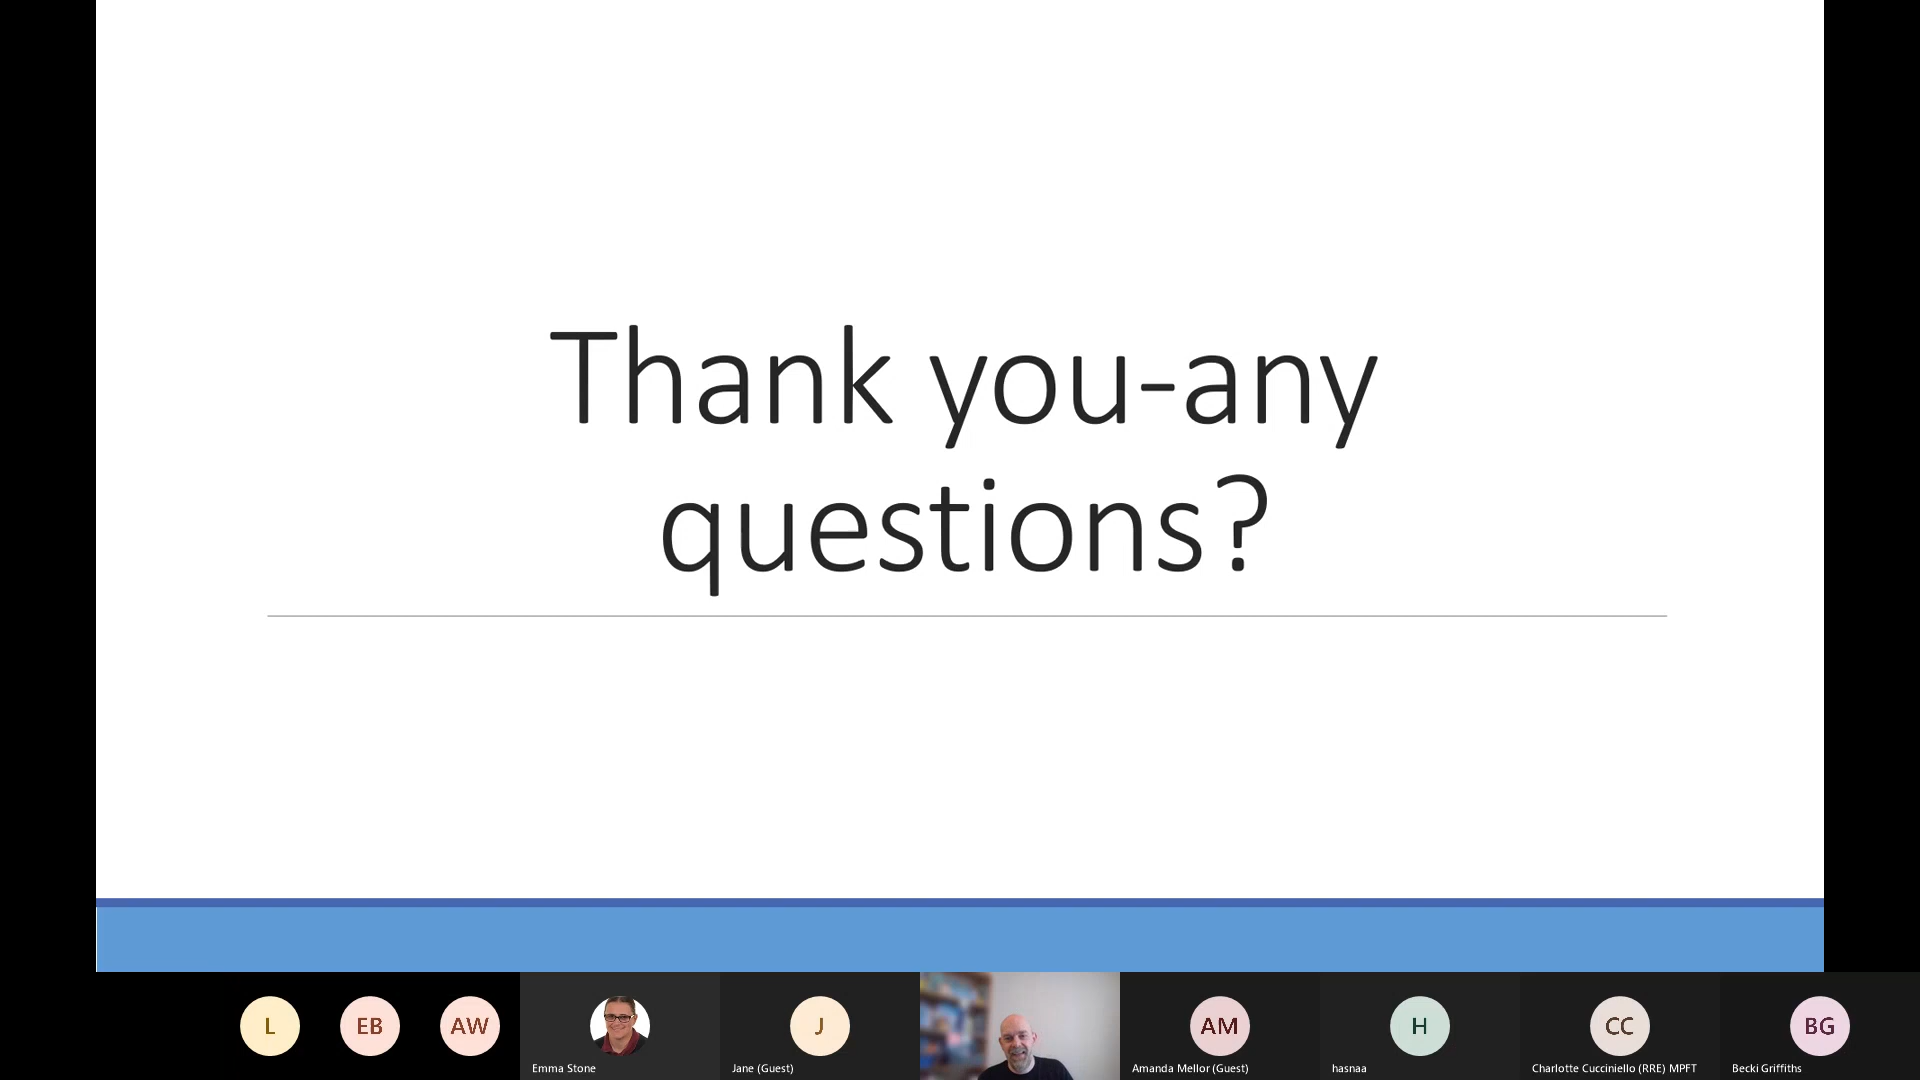 Thank you-any
questions?
L
EB
AW
Emma Stone
J
Jane (Guest)
AM
Amanda Mellor (Guest)
H
hasnaa
CC
Charlotte Cucciniello (RRE) MPFT
BG
Becki Griffiths